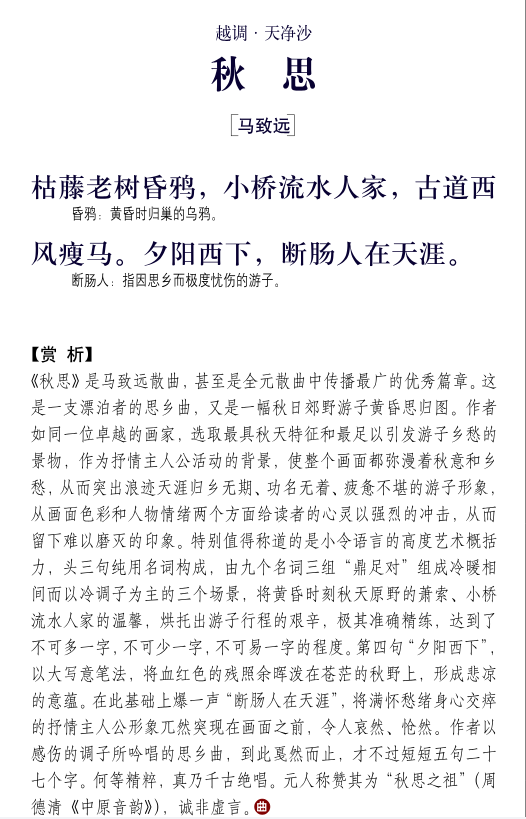 越调·天净沙
秋 思
马致远
枯藤老树昏鸦，小桥流水人家，古道西
昏鸦：黄昏时归巢的乌鸦。
风瘦马。夕阳西下，断肠人在天涯。
断肠人：指因思乡而极度忧伤的游子。
【赏 析】
《秋思》是马致远散曲，甚至是全元散曲中传播最广的优秀篇章。这
是一支漂泊者的思乡曲，又是一幅秋日郊野游子黄昏思归图。作者
如同一位卓越的画家，选取最具秋天特征和最足以引发游子乡愁的
景物，作为抒情主人公活动的背景，使整个画面都弥漫着秋意和乡
愁，从而突出浪迹天涯归乡无期、功名无着、疲惫不堪的游子形象，
从画面色彩和人物情绪两个方面给读者的心灵以强烈的冲击，从而
留下难以磨灭的印象。特别值得称道的是小令语言的高度艺术概括
力，头三句纯用名词构成，由九个名词三组“鼎足对”组成冷暖相
间而以冷调子为主的三个场景，将黄昏时刻秋天原野的萧索、小桥
流水人家的温馨，烘托出游子行程的艰辛，极其准确精练，达到了
不可多一字，不可少一字，不可易一字的程度。第四句“夕阳西下”，
以大写意笔法，将血红色的残照余晖泼在苍茫的秋野上，形成悲凉
的意蕴。在此基础上爆一声“断肠人在天涯”，将满怀愁绪身心交瘁
的抒情主人公形象兀然突现在画面之前，令人哀然、怆然。作者以
感伤的调子所吟唱的思乡曲，到此戛然而止，才不过短短五句二十
七个字。何等精粹，真乃千古绝唱。元人称赞其为“秋思之祖”（周
德清《中原音韵》），诚非虚言。曲